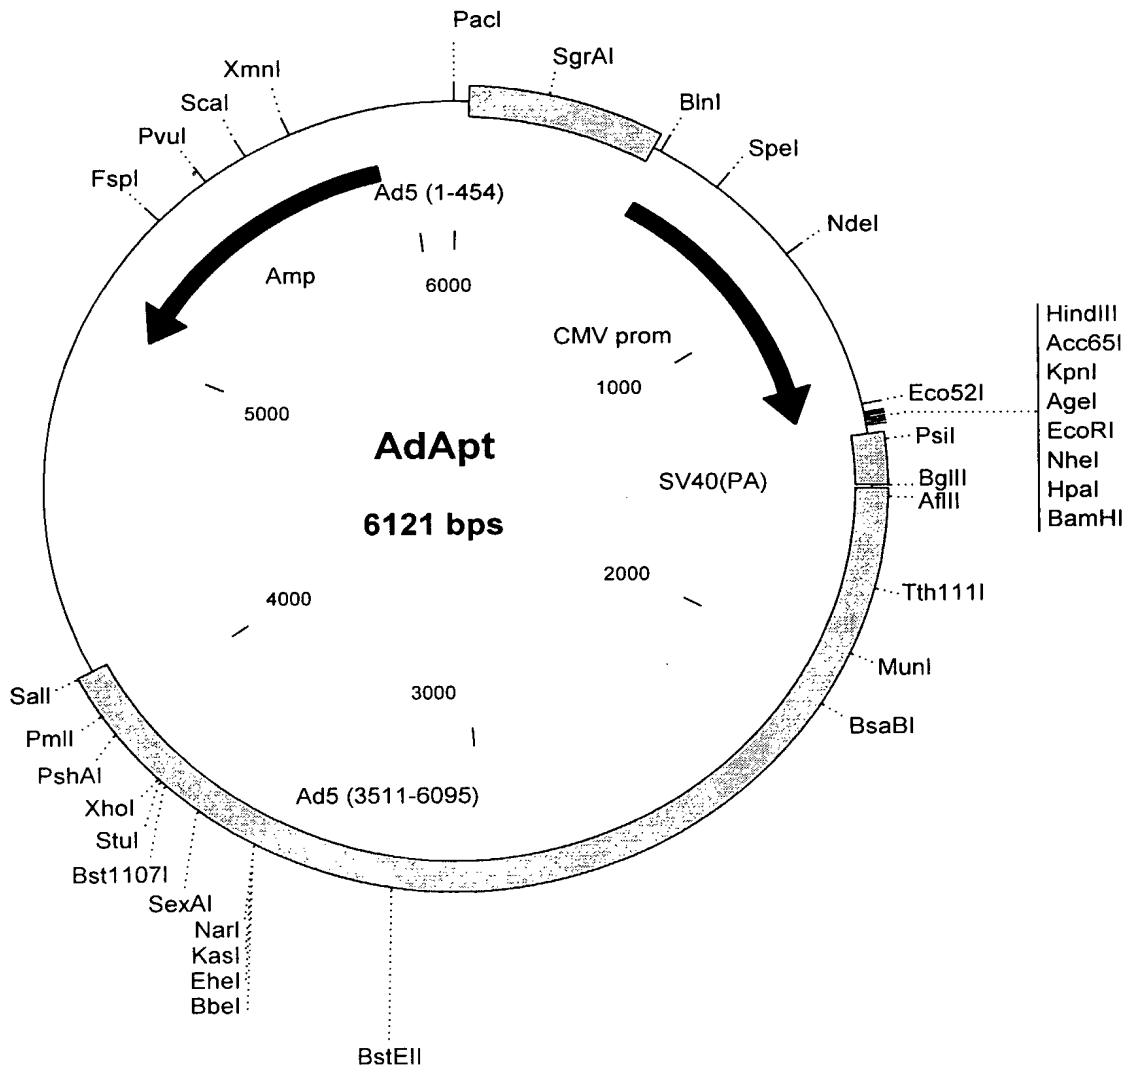 PacI
SgrAI
XmnI
BlnI
ScaI
PvuI
SpeI
FspI
Ad5 (1-454)
NdeI
Amp
6000
HindIII
CMV prom
Acc65I
KpnI
1000
Eco52I
AgeI
5000
EcoRI
PsiI
AdApt
NheI
SV40(PA)
BglII
HpaI
AflII
BamHI
6121 bps
2000
Tth111I
4000
MunI
SalI
3000
BsaBI
PmlI
PshAI
Ad5 (3511-6095)
XhoI
StuI
Bst1107I
SexAI
NarI
KasI
EheI
BbeI
BstEII